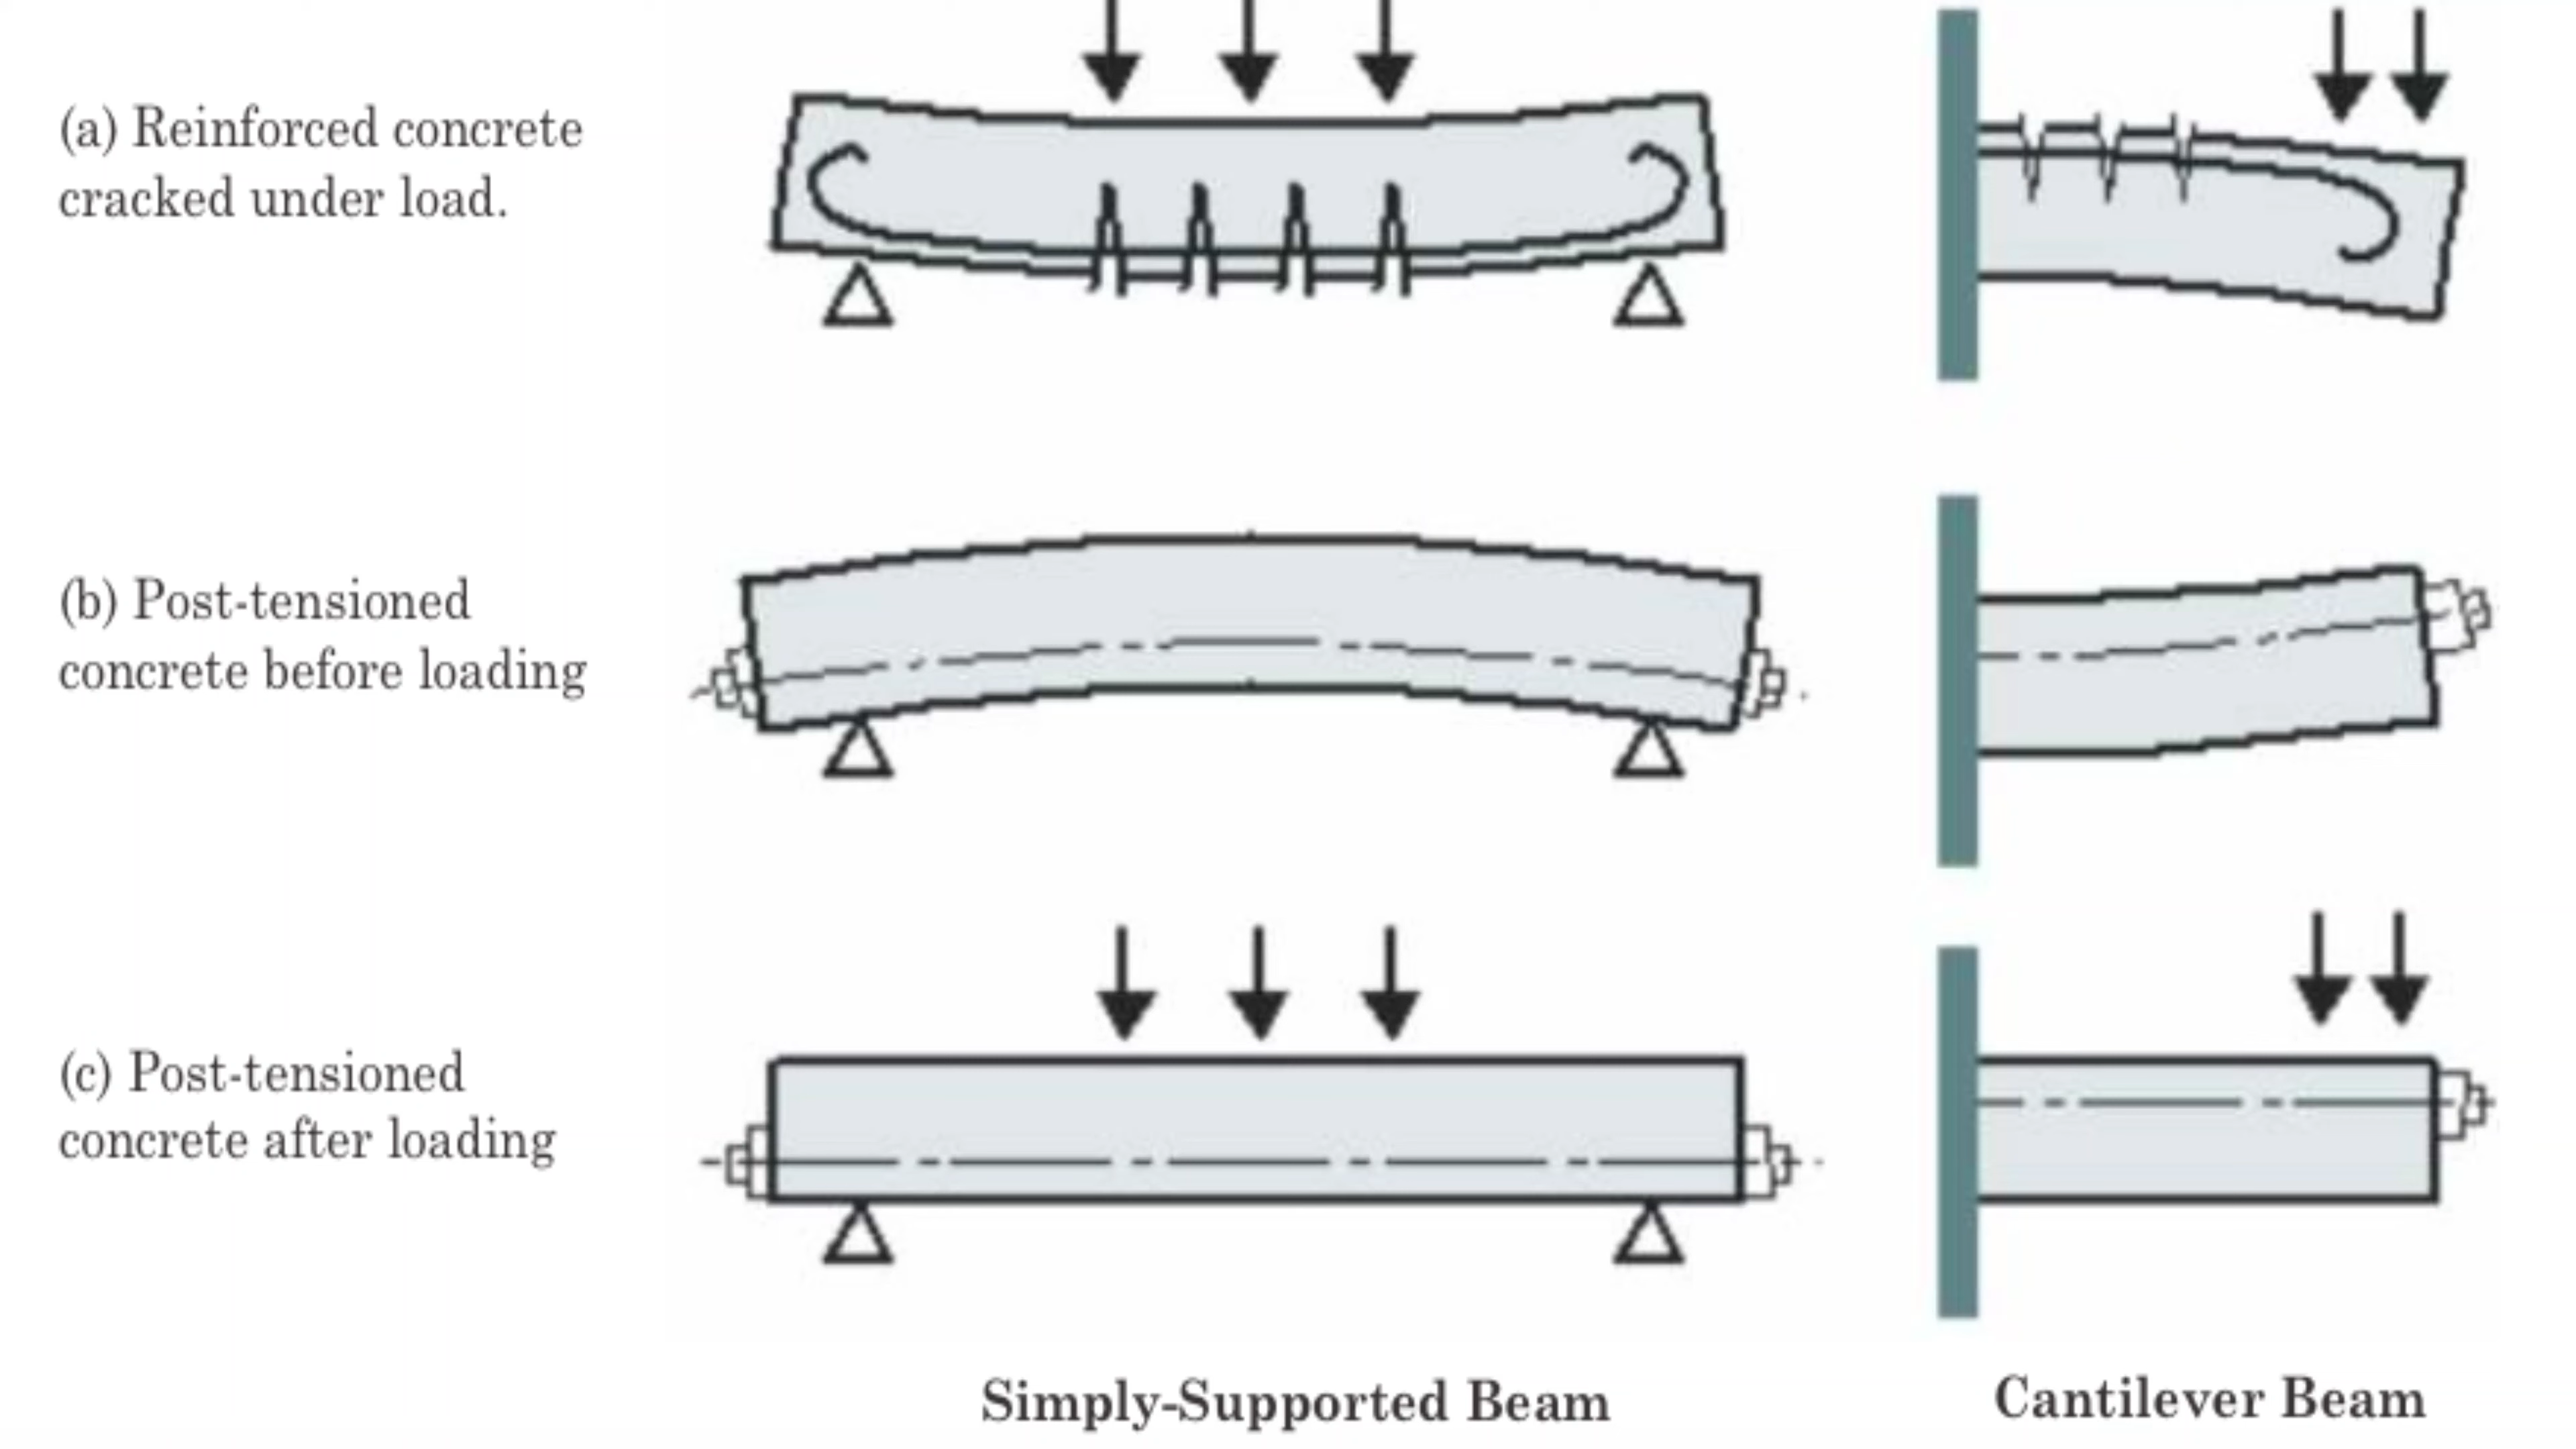 (a) Reinforced concrete
cracked under load.
(b) Post-tensioned
concrete before loading
(c) Post-tensioned
concrete after loading
Simply-Supported Beam
Cantilever Beam